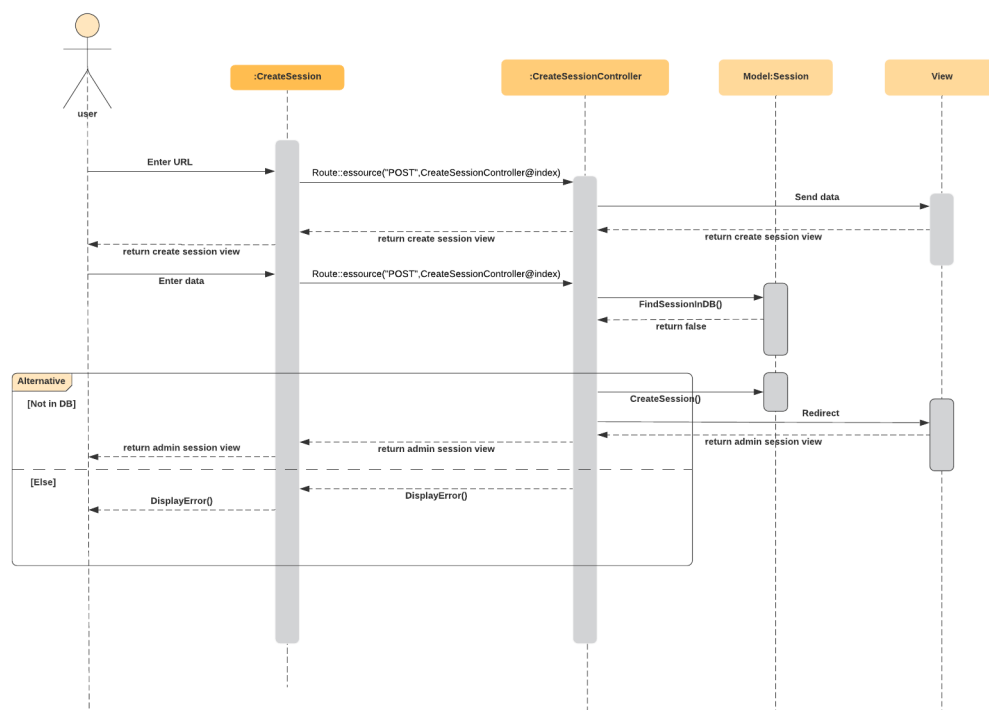 :CreateSession
:CreateSessionController
Model:Session
View
user
Enter URL
Route::essource("POST",CreateSessionController@index)
Send data
return create session view
return create session view
return create session view
Enter data
Route::essource("POST",CreateSessionController@index)
FindSessionInDB()
return false
Alternative
[Not in DB]
CreateSession()
Redirect
return admin session view
return admin session view
return admin session view
[Else]
DisplayError()
DisplayError()